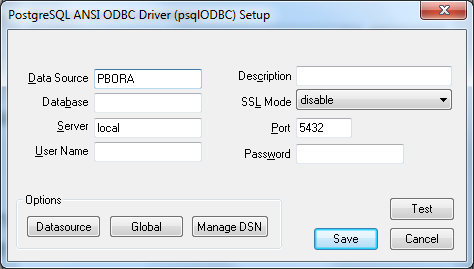 PostgreSQL ANSI ODBC Driver (psqlODBC) Setup
Data Source PBORA Description
Database SSL Mode disable
Server local Port 5432
User Name Password
Options
Datasource Global Manage DSN Test
Save Cancel